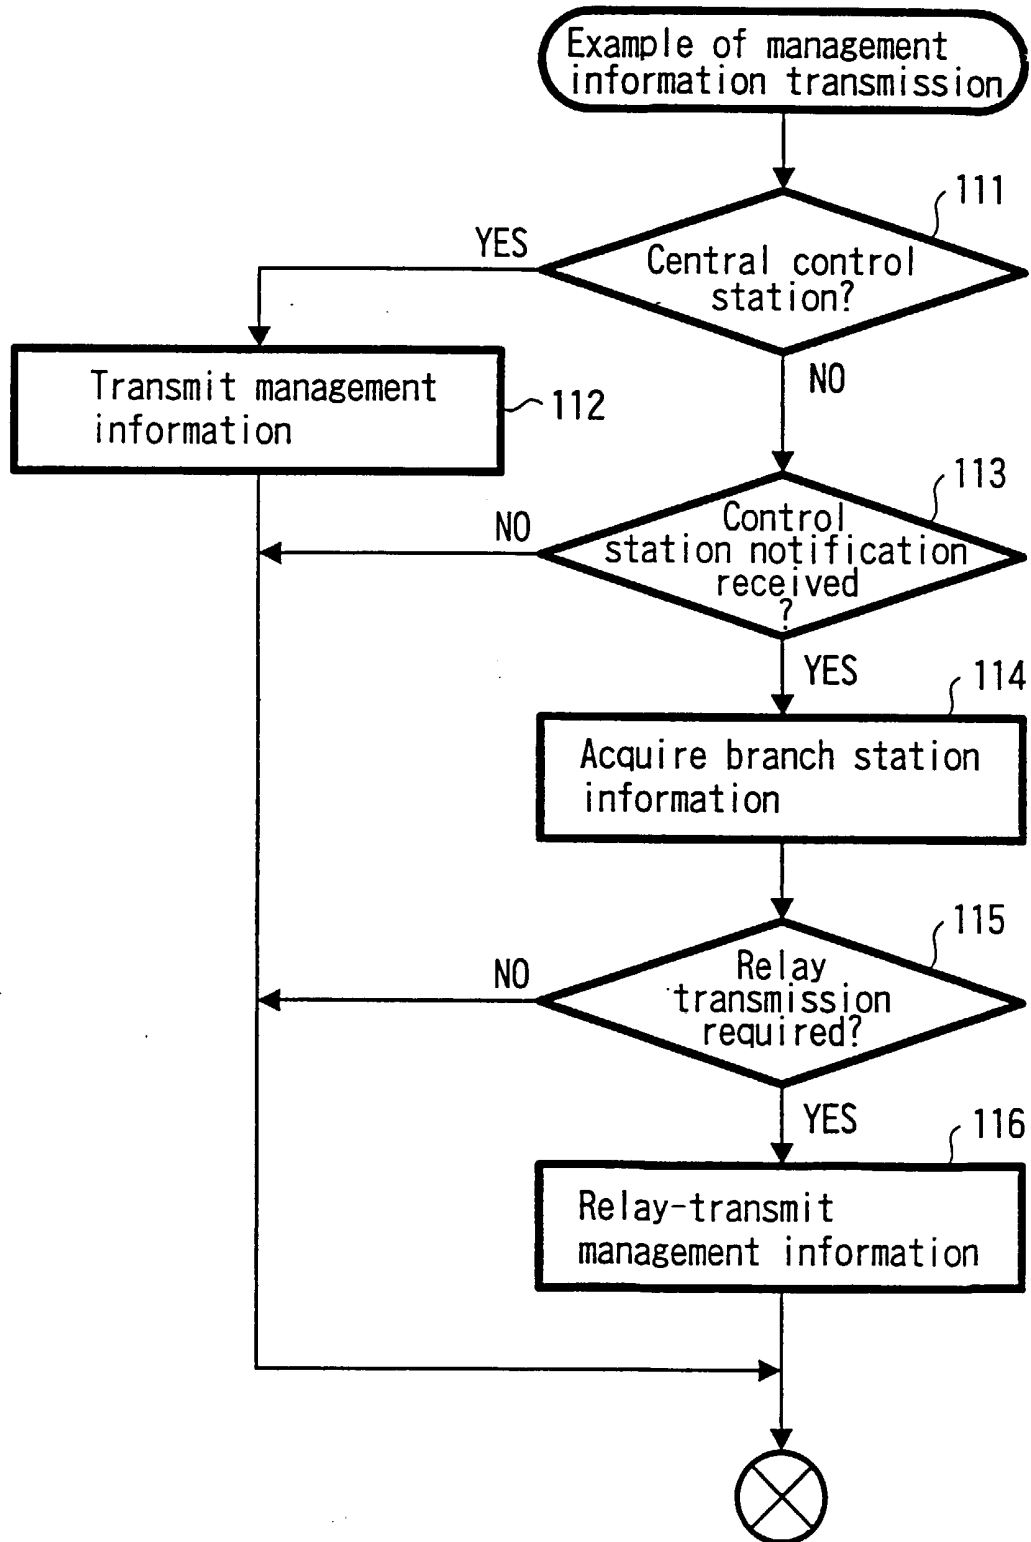 Example of management
information transmission
111
YES
Central control
station?
NO
Transmit management
information
112
113
NO
Control
station notification
received
?
YES
114
Acquire branch station
information
115
NO
Relay
transmission
required?
YES
116
Relay-transmit
management information